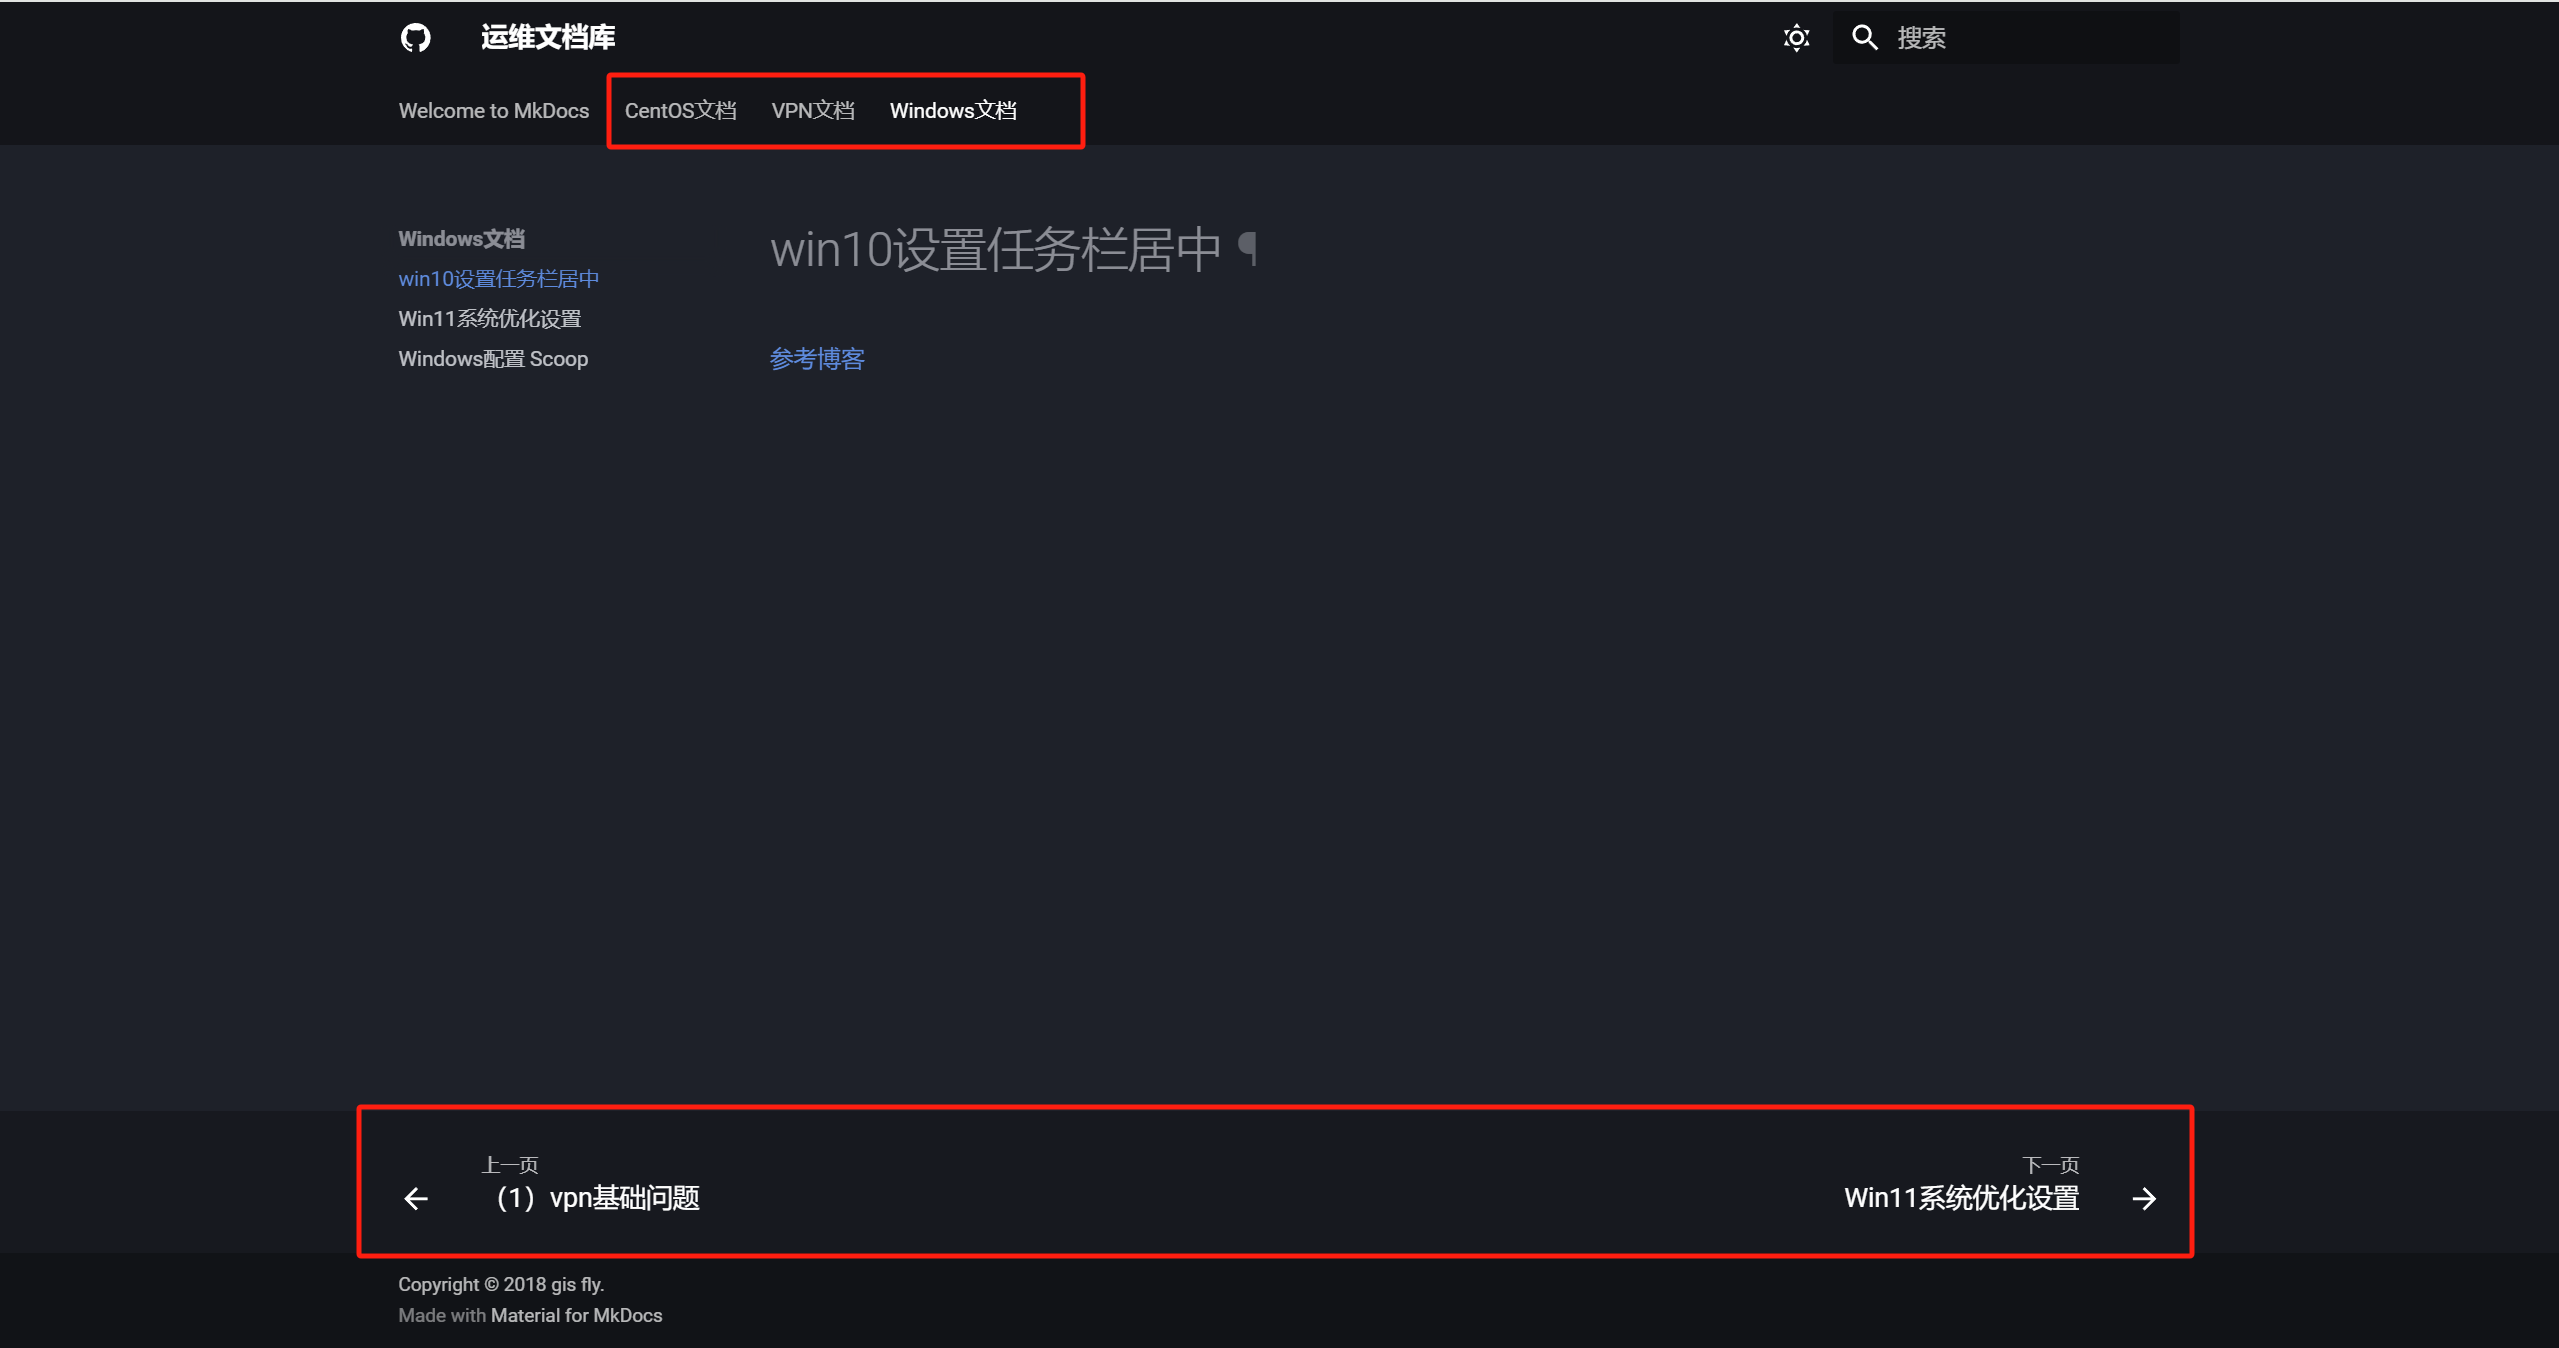 运维文档库
搜索
Welcome to MkDocs CentOS文档 VPN文档 Windows文档
Windows文档
win10设置任务栏居中
Win11系统优化设置
Windows配置 Scoop
win10设置任务栏居中 ¶
参考博客
上一页
（1）vpn基础问题
下一页
Win11系统优化设置
Copyright © 2018 gis fly.
Made with Material for MkDocs